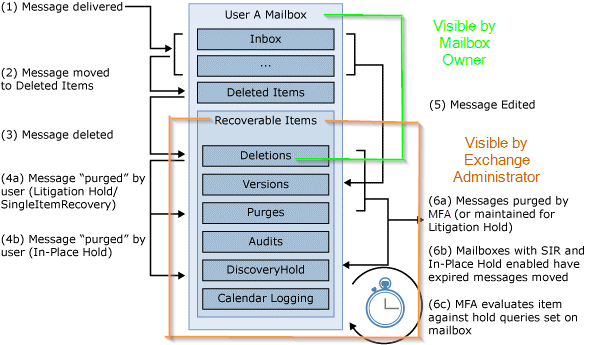 (1) Message delivered
(2) Message moved
to Deleted Items
(3) Message deleted
(4a) Message “purged” by
user (Litigation Hold/
SingleItemRecovery)
(4b) Message “purged” by
user (In-Place Hold)
User A Mailbox
Inbox
...
Deleted Items
Recoverable Items
Deletions
Versions
Purges
Audits
DiscoveryHold
Calendar Logging
Visible by
Mailbox
Owner
(5) Message Edited
Visible by
Exchange
Administrator
(6a) Messages purged by
MFA (or maintained for
Litigation Hold)
(6b) Mailboxes with SIR and
In-Place Hold enabled have
expired messages moved
(6c) MFA evaluates item
against hold queries set on
mailbox